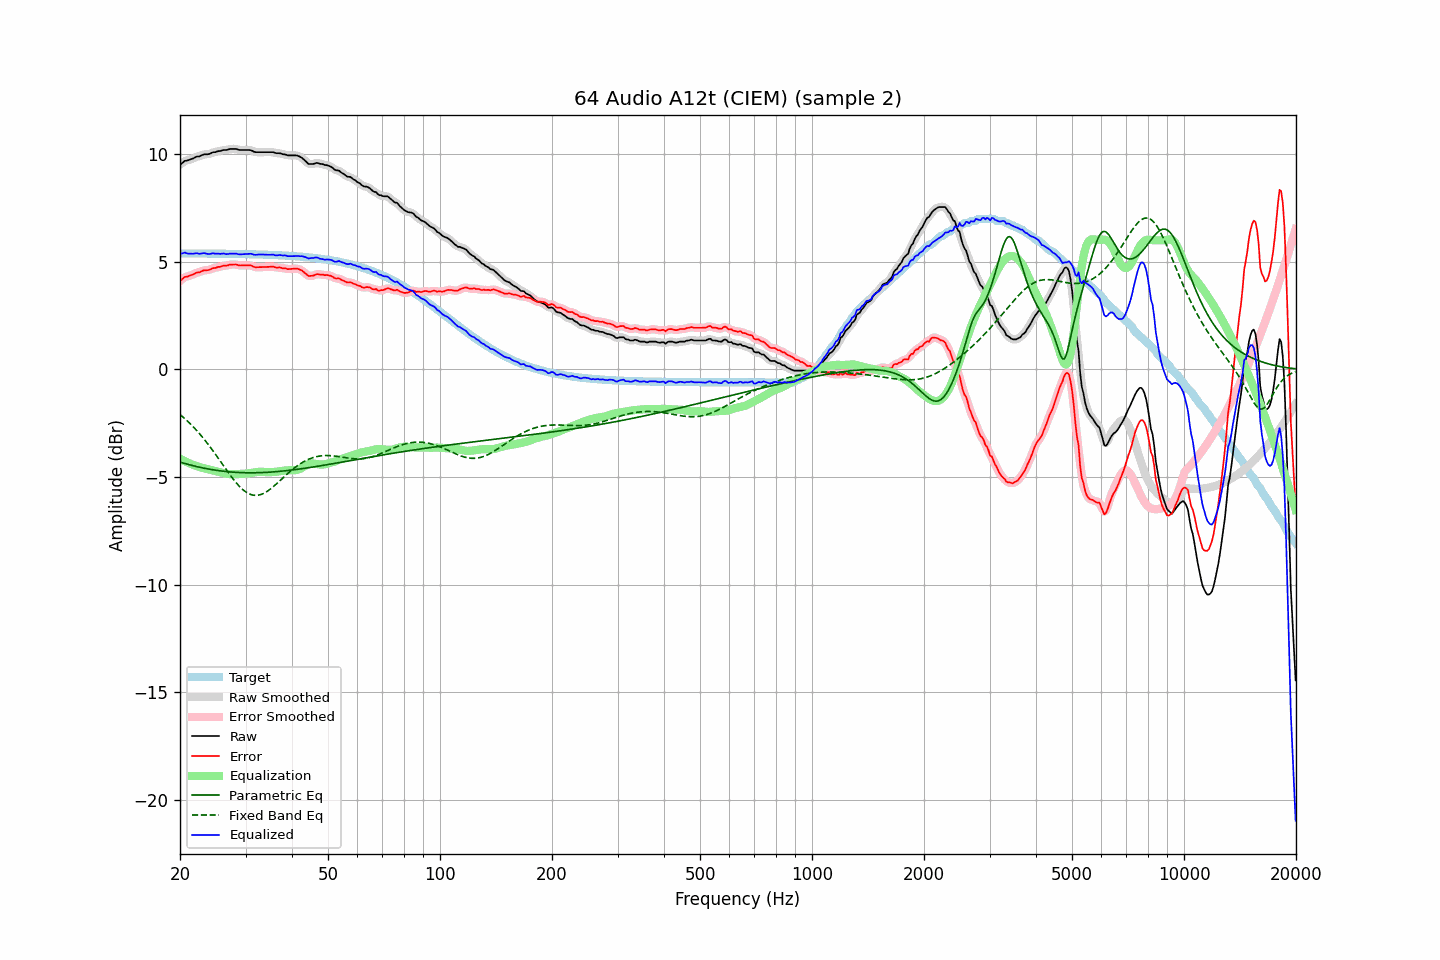 64 Audio A12t (CIEM) (sample 2)
Amplitude (dBr)
10
5
0
−5
−10
−15
−20
Target
Raw Smoothed
Error Smoothed
Raw
Error
Equalization
Parametric Eq
Fixed Band Eq
Equalized
20 50 100 200 500 1000 2000 5000 10000 20000
Frequency (Hz)